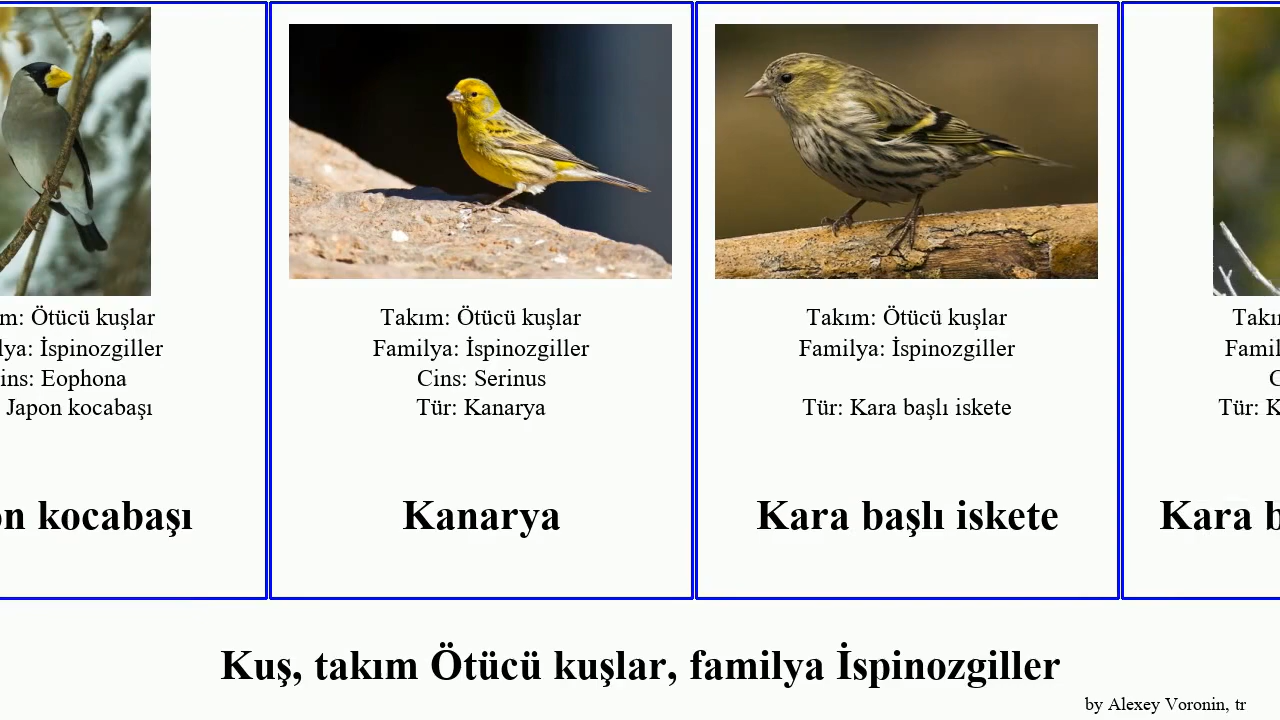 m: Ötücü kuşlar
lya: İspinozgiller
ins: Eophona
Japon kocabaşı
on kocabaşı
Takım: Ötücü kuşlar
Familya: İspinozgiller
Cins: Serinus
Tür: Kanarya
Kanarya
Takım: Ötücü kuşlar
Familya: İspinozgiller
Tür: Kara başlı iskete
Kara başlı iskete
Takı
Famil
C
Tür: K
Kara b
Kuş, takım Ötücü kuşlar, familya İspinozgiller
by Alexey Voronin, tr